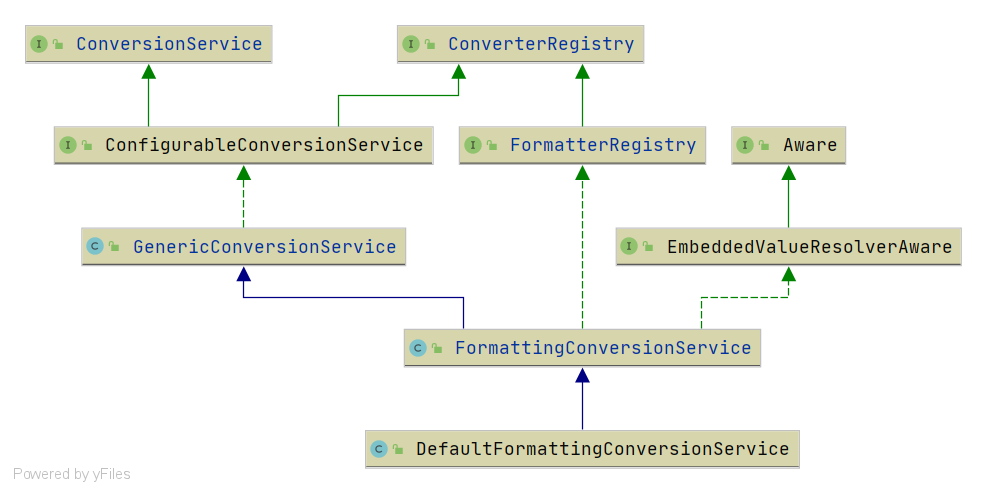 ConversionService
ConverterRegistry
ConfigurableConversionService
FormatterRegistry
Aware
GenericConversionService
EmbeddedValueResolverAware
FormattingConversionService
DefaultFormattingConversionService
Powered by yFiles